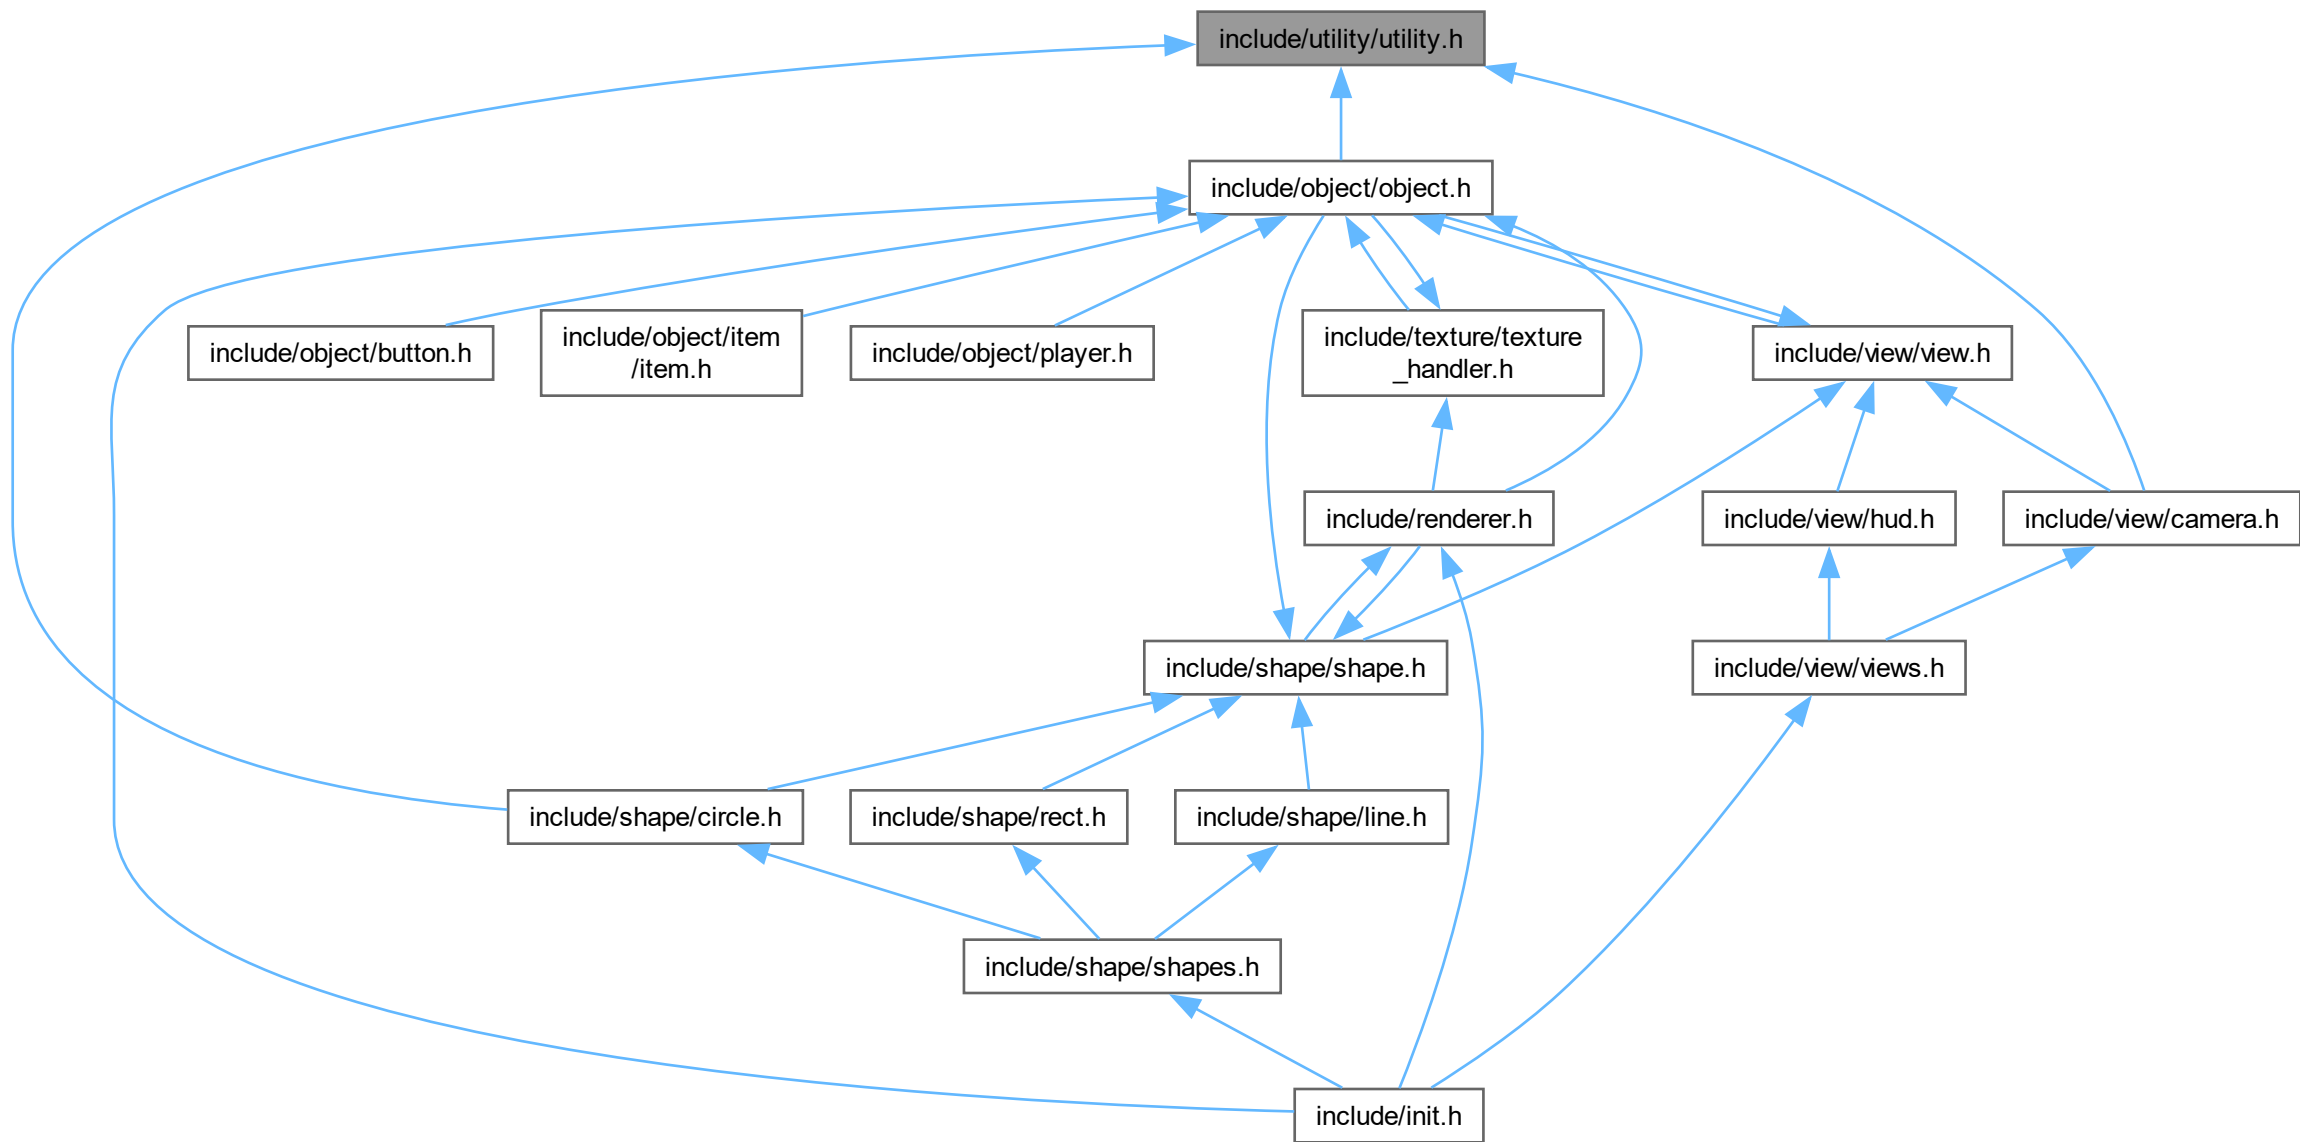 include/utility/utility.h
include/object/object.h
include/object/button.h
include/object/item
/item.h
include/object/player.h
include/texture/texture
_handler.h
include/view/view.h
include/renderer.h
include/view/hud.h
include/view/camera.h
include/shape/shape.h
include/view/views.h
include/shape/circle.h
include/shape/rect.h
include/shape/line.h
include/shape/shapes.h
include/init.h